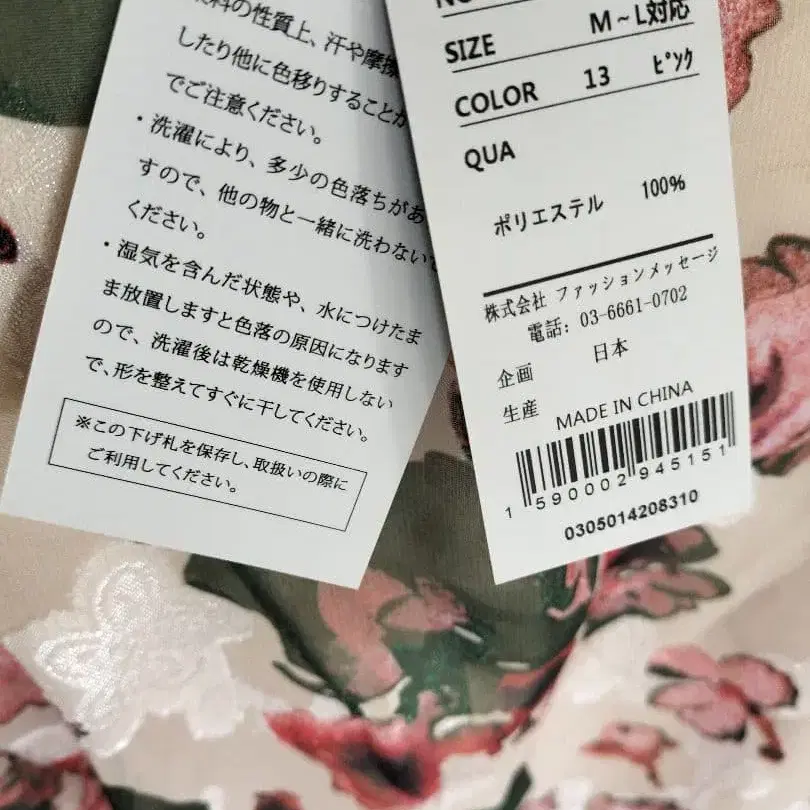 の性質上、汗や摩擦
したり他に色移りすることが
でご注意ください。
・洗濯により、多少の色落ちがあ
すので、他の物と一緒に洗わないで
ください。
・湿気を含んだ状態や、水につけたま
ま放置しますと色落の原因になります
ので、洗濯後は乾燥機を使用しない
で、形を整えてすぐに干してください。
※この下げ札を保存し、取扱いの際に
ご利用してください。
SIZE M~L対応
COLOR 13 ピンク
QUA
ポリエステル 100%
株式会社 ファッションメッセージ
電話: 03-6661-0702
企画 日本
生産 MADE IN CHINA
1 590002 945151
0305014208310